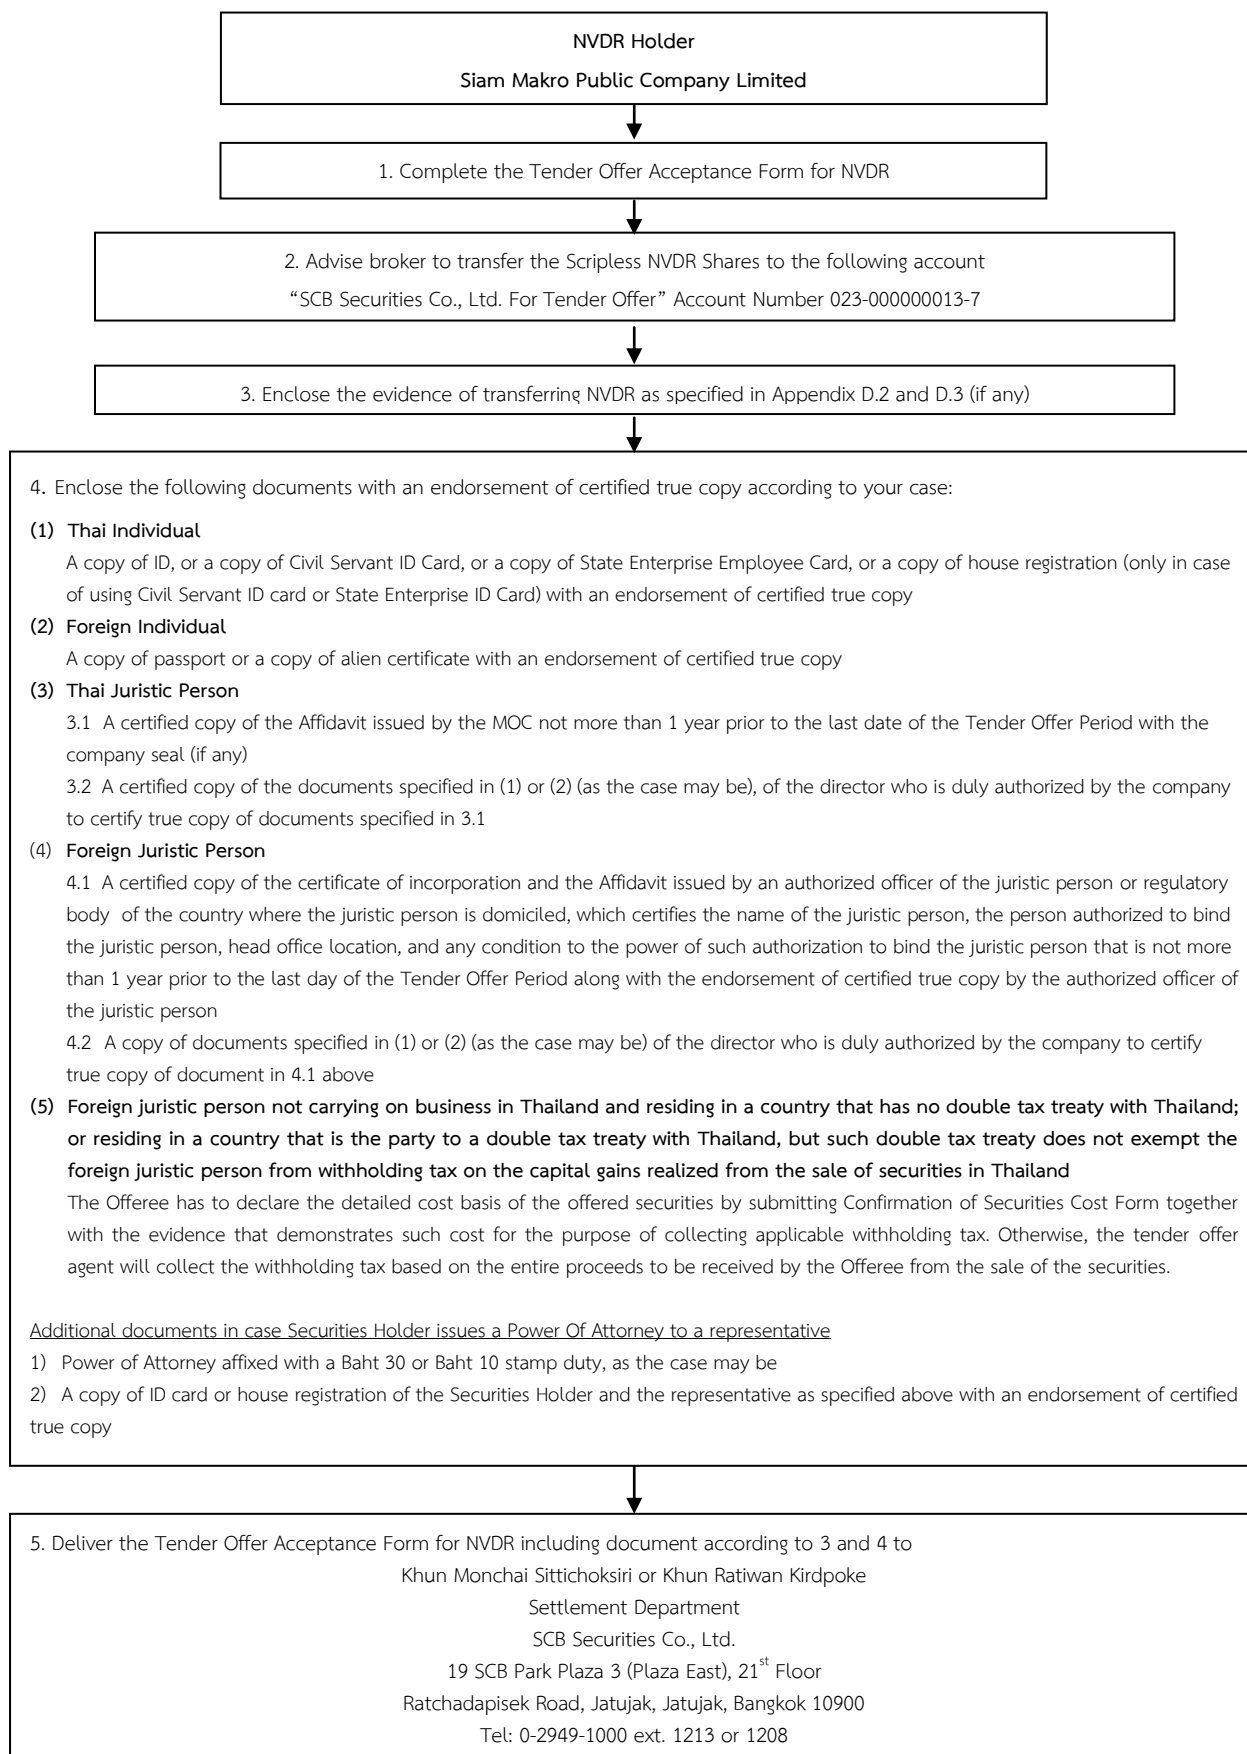 NVDR Holder
Siam Makro Public Company Limited
1. Complete the Tender Offer Acceptance Form for NVDR
2. Advise broker to transfer the Scripless NVDR Shares to the following account
“SCB Securities Co., Ltd. For Tender Offer” Account Number 023-000000013-7
3. Enclose the evidence of transferring NVDR as specified in Appendix D.2 and D.3 (if any)
4. Enclose the following documents with an endorsement of certified true copy according to your case:
(1) Thai Individual
A copy of ID, or a copy of Civil Servant ID Card, or a copy of State Enterprise Employee Card, or a copy of house registration (only in case
of using Civil Servant ID card or State Enterprise ID Card) with an endorsement of certified true copy
(2) Foreign Individual
A copy of passport or a copy of alien certificate with an endorsement of certified true copy
(3) Thai Juristic Person
3.1 A certified copy of the Affidavit issued by the MOC not more than 1 year prior to the last date of the Tender Offer Period with the
company seal (if any)
3.2 A certified copy of the documents specified in (1) or (2) (as the case may be), of the director who is duly authorized by the company
to certify true copy of documents specified in 3.1
(4) Foreign Juristic Person
4.1 A certified copy of the certificate of incorporation and the Affidavit issued by an authorized officer of the juristic person or regulatory
body of the country where the juristic person is domiciled, which certifies the name of the juristic person, the person authorized to bind
the juristic person, head office location, and any condition to the power of such authorization to bind the juristic person that is not more
than 1 year prior to the last day of the Tender Offer Period along with the endorsement of certified true copy by the authorized officer of
the juristic person
4.2 A copy of documents specified in (1) or (2) (as the case may be) of the director who is duly authorized by the company to certify
true copy of document in 4.1 above
(5) Foreign juristic person not carrying on business in Thailand and residing in a country that has no double tax treaty with Thailand;
or residing in a country that is the party to a double tax treaty with Thailand, but such double tax treaty does not exempt the
foreign juristic person from withholding tax on the capital gains realized from the sale of securities in Thailand
The Offeree has to declare the detailed cost basis of the offered securities by submitting Confirmation of Securities Cost Form together
with the evidence that demonstrates such cost for the purpose of collecting applicable withholding tax. Otherwise, the tender offer
agent will collect the withholding tax based on the entire proceeds to be received by the Offeree from the sale of the securities.
Additional documents in case Securities Holder issues a Power Of Attorney to a representative
1) Power of Attorney affixed with a Baht 30 or Baht 10 stamp duty, as the case may be
2) A copy of ID card or house registration of the Securities Holder and the representative as specified above with an endorsement of certified
true copy
5. Deliver the Tender Offer Acceptance Form for NVDR including document according to 3 and 4 to
Khun Monchai Sittichoksiri or Khun Ratiwan Kirdpoke
Settlement Department
SCB Securities Co., Ltd.
19 SCB Park Plaza 3 (Plaza East), 21st Floor
Ratchadapisek Road, Jatujak, Jatujak, Bangkok 10900
Tel: 0-2949-1000 ext. 1213 or 1208